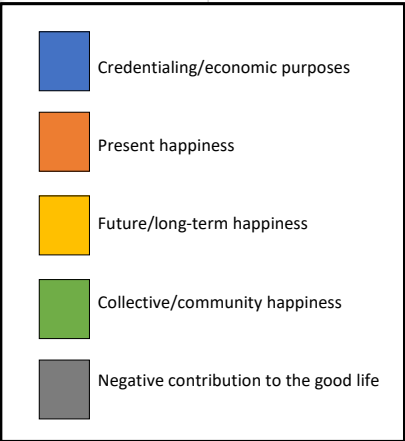 Credentialing/economic purposes
Present happiness
Future/long-term happiness
Collective/community happiness
Negative contribution to the good life